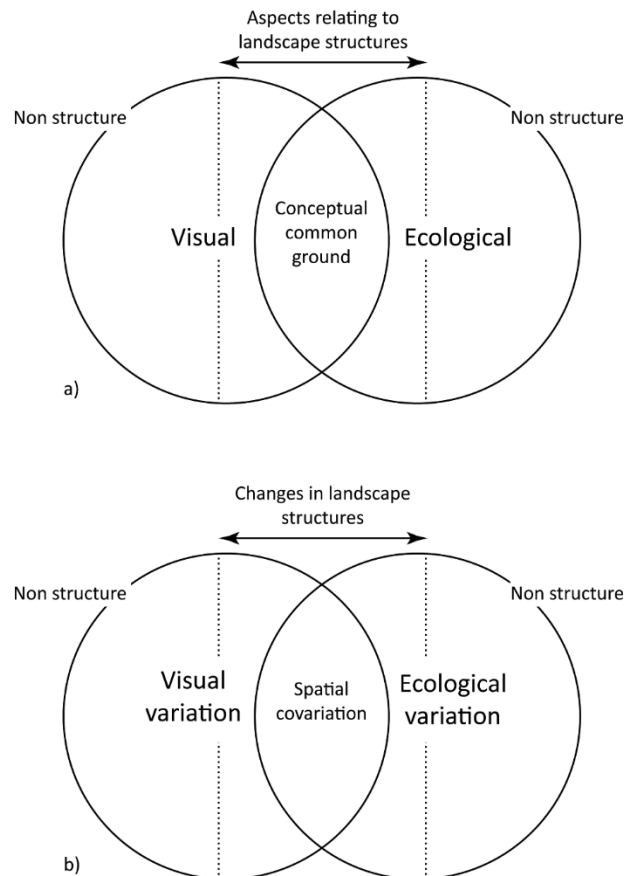 Aspects relating to
landscape structures
Non structure
Non structure
Visual
Conceptual
common
ground
Ecological
a)
Changes in landscape
structures
Non structure
Non structure
Visual
variation
Spatial
covariation
Ecological
variation
b)